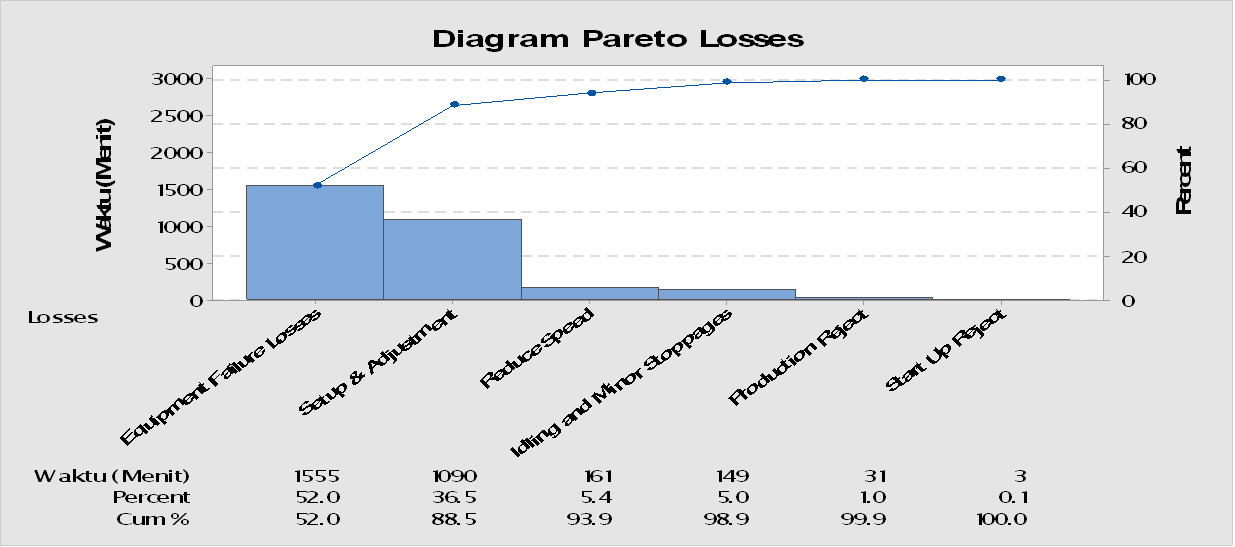 Diagram Pareto Losses
3000
2500
2000
1500
1000
500
0
Waktu (Menit)
100
80
60
40
20
0
Percent
Losses
Equipment Failure Losses
Setup & Adjustment
Reduce Speed
Idling and Minor Stoppages
Production Reject
Start Up Reject
Waktu (Menit) 1555 1090 161 149 31 3
Percent 52.0 36.5 5.4 5.0 1.0 0.1
Cum % 52.0 88.5 93.9 98.9 99.9 100.0